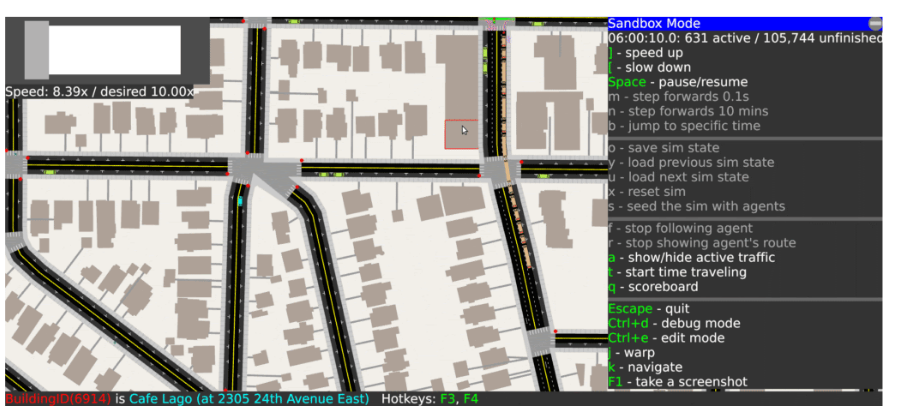 Sandbox Mode
06:00:10.0: 631 active / 105,744 unfinished
] - speed up
[ - slow down
Space - pause/resume
m - step forwards 0.1s
n - step forwards 10 mins
b - jump to specific time
o - save sim state
y - load previous sim state
u - load next sim state
x - reset sim
s - seed the sim with agents
f - stop following agent
r - stop showing agent's route
a - show/hide active traffic
t - start time traveling
q - scoreboard
Escape - quit
Ctrl+d - debug mode
Ctrl+e - edit mode
j - warp
k - navigate
F1 - take a screenshot
Speed: 8.39x / desired 10.00x
BuildingID(6914) is Cafe Lago (at 2305 24th Avenue East) Hotkeys: F3, F4